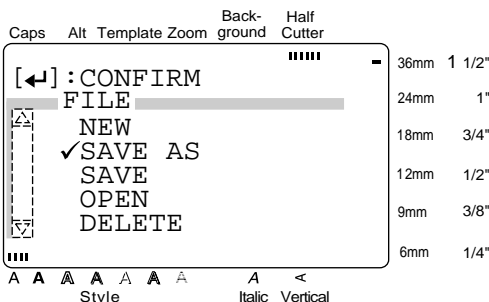 Caps Alt Template Zoom Back-ground Half Cutter
[↵]:CONFIRM
FILE
NEW
✓SAVE AS
SAVE
OPEN
DELETE
36mm 1 1/2"
24mm 1"
18mm 3/4"
12mm 1/2"
9mm 3/8"
6mm 1/4"
A A A A A A A A A
Style Italic Vertical